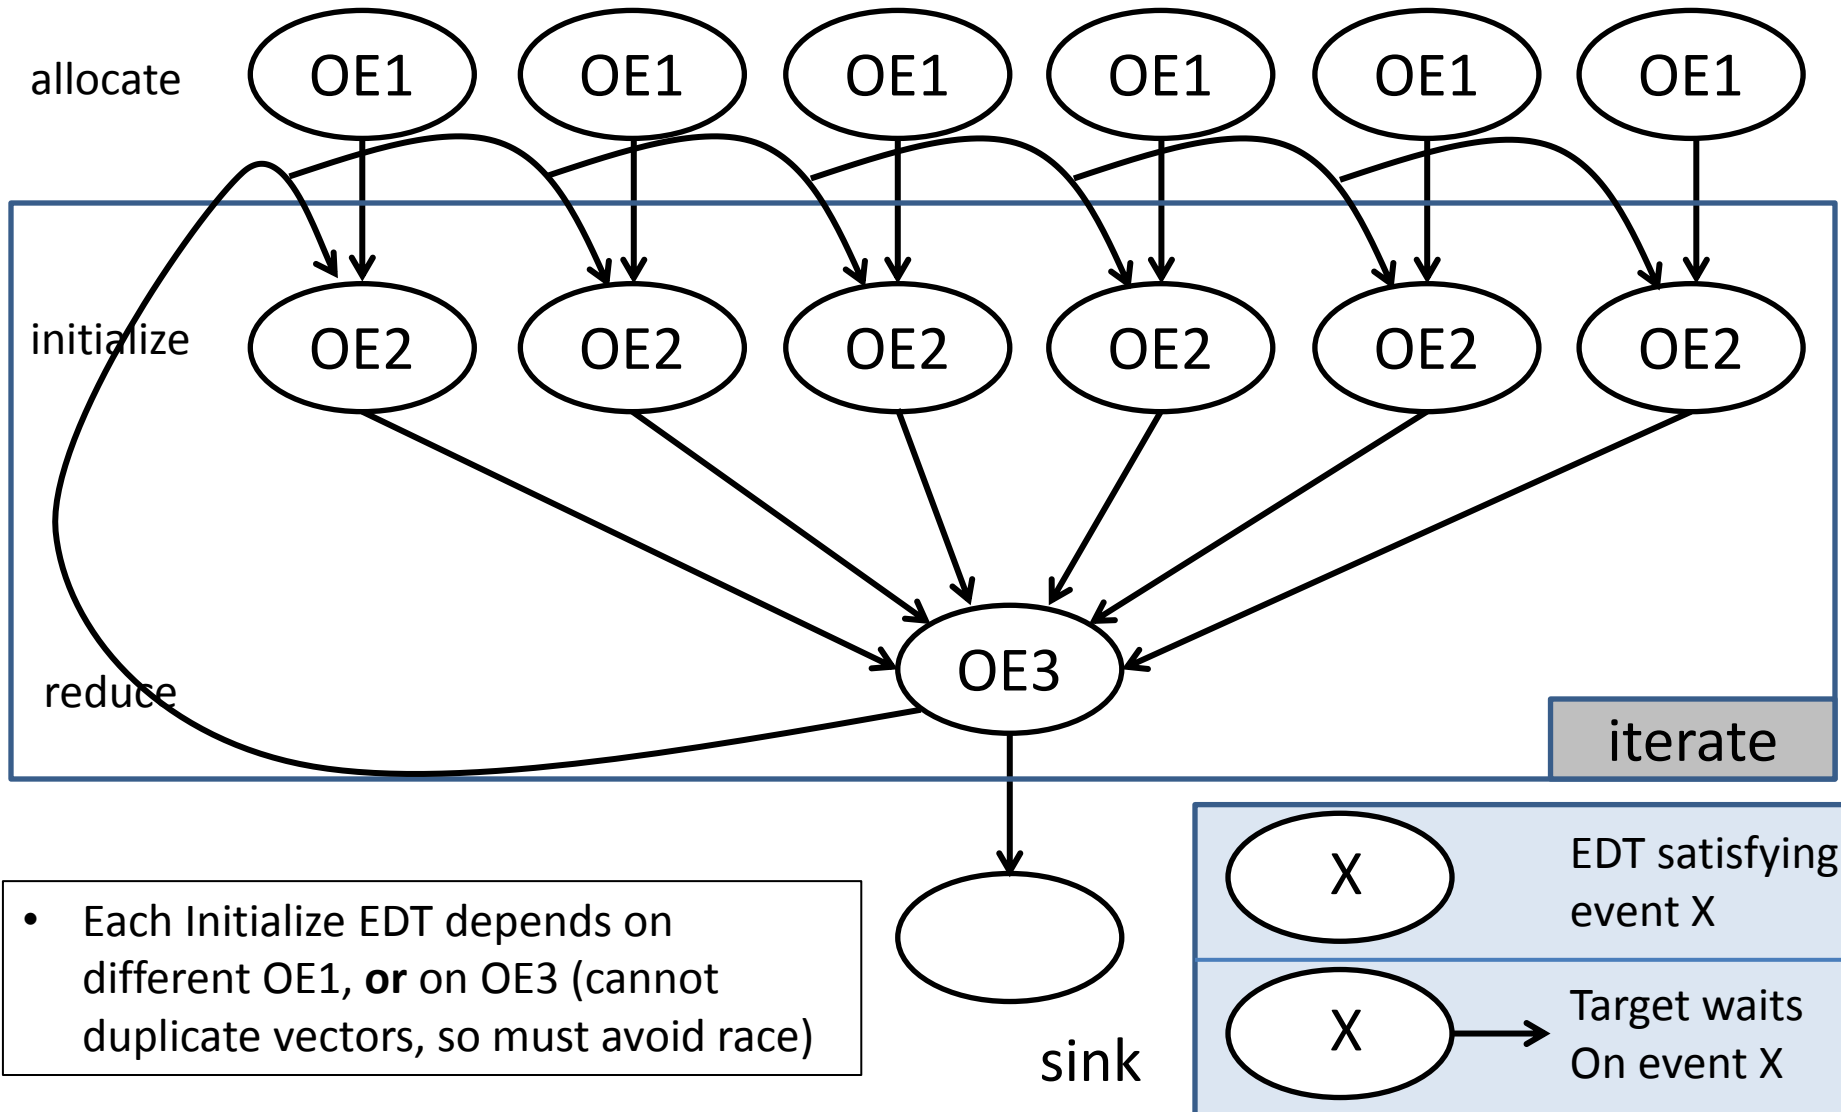 allocate OE1 OE1 OE1 OE1 OE1 OE1
initialize OE2 OE2 OE2 OE2 OE2 OE2
reduce OE3
iterate
• Each Initialize EDT depends on
different OE1, or on OE3 (cannot
duplicate vectors, so must avoid race)
sink
X EDT satisfying
event X
X Target waits
On event X